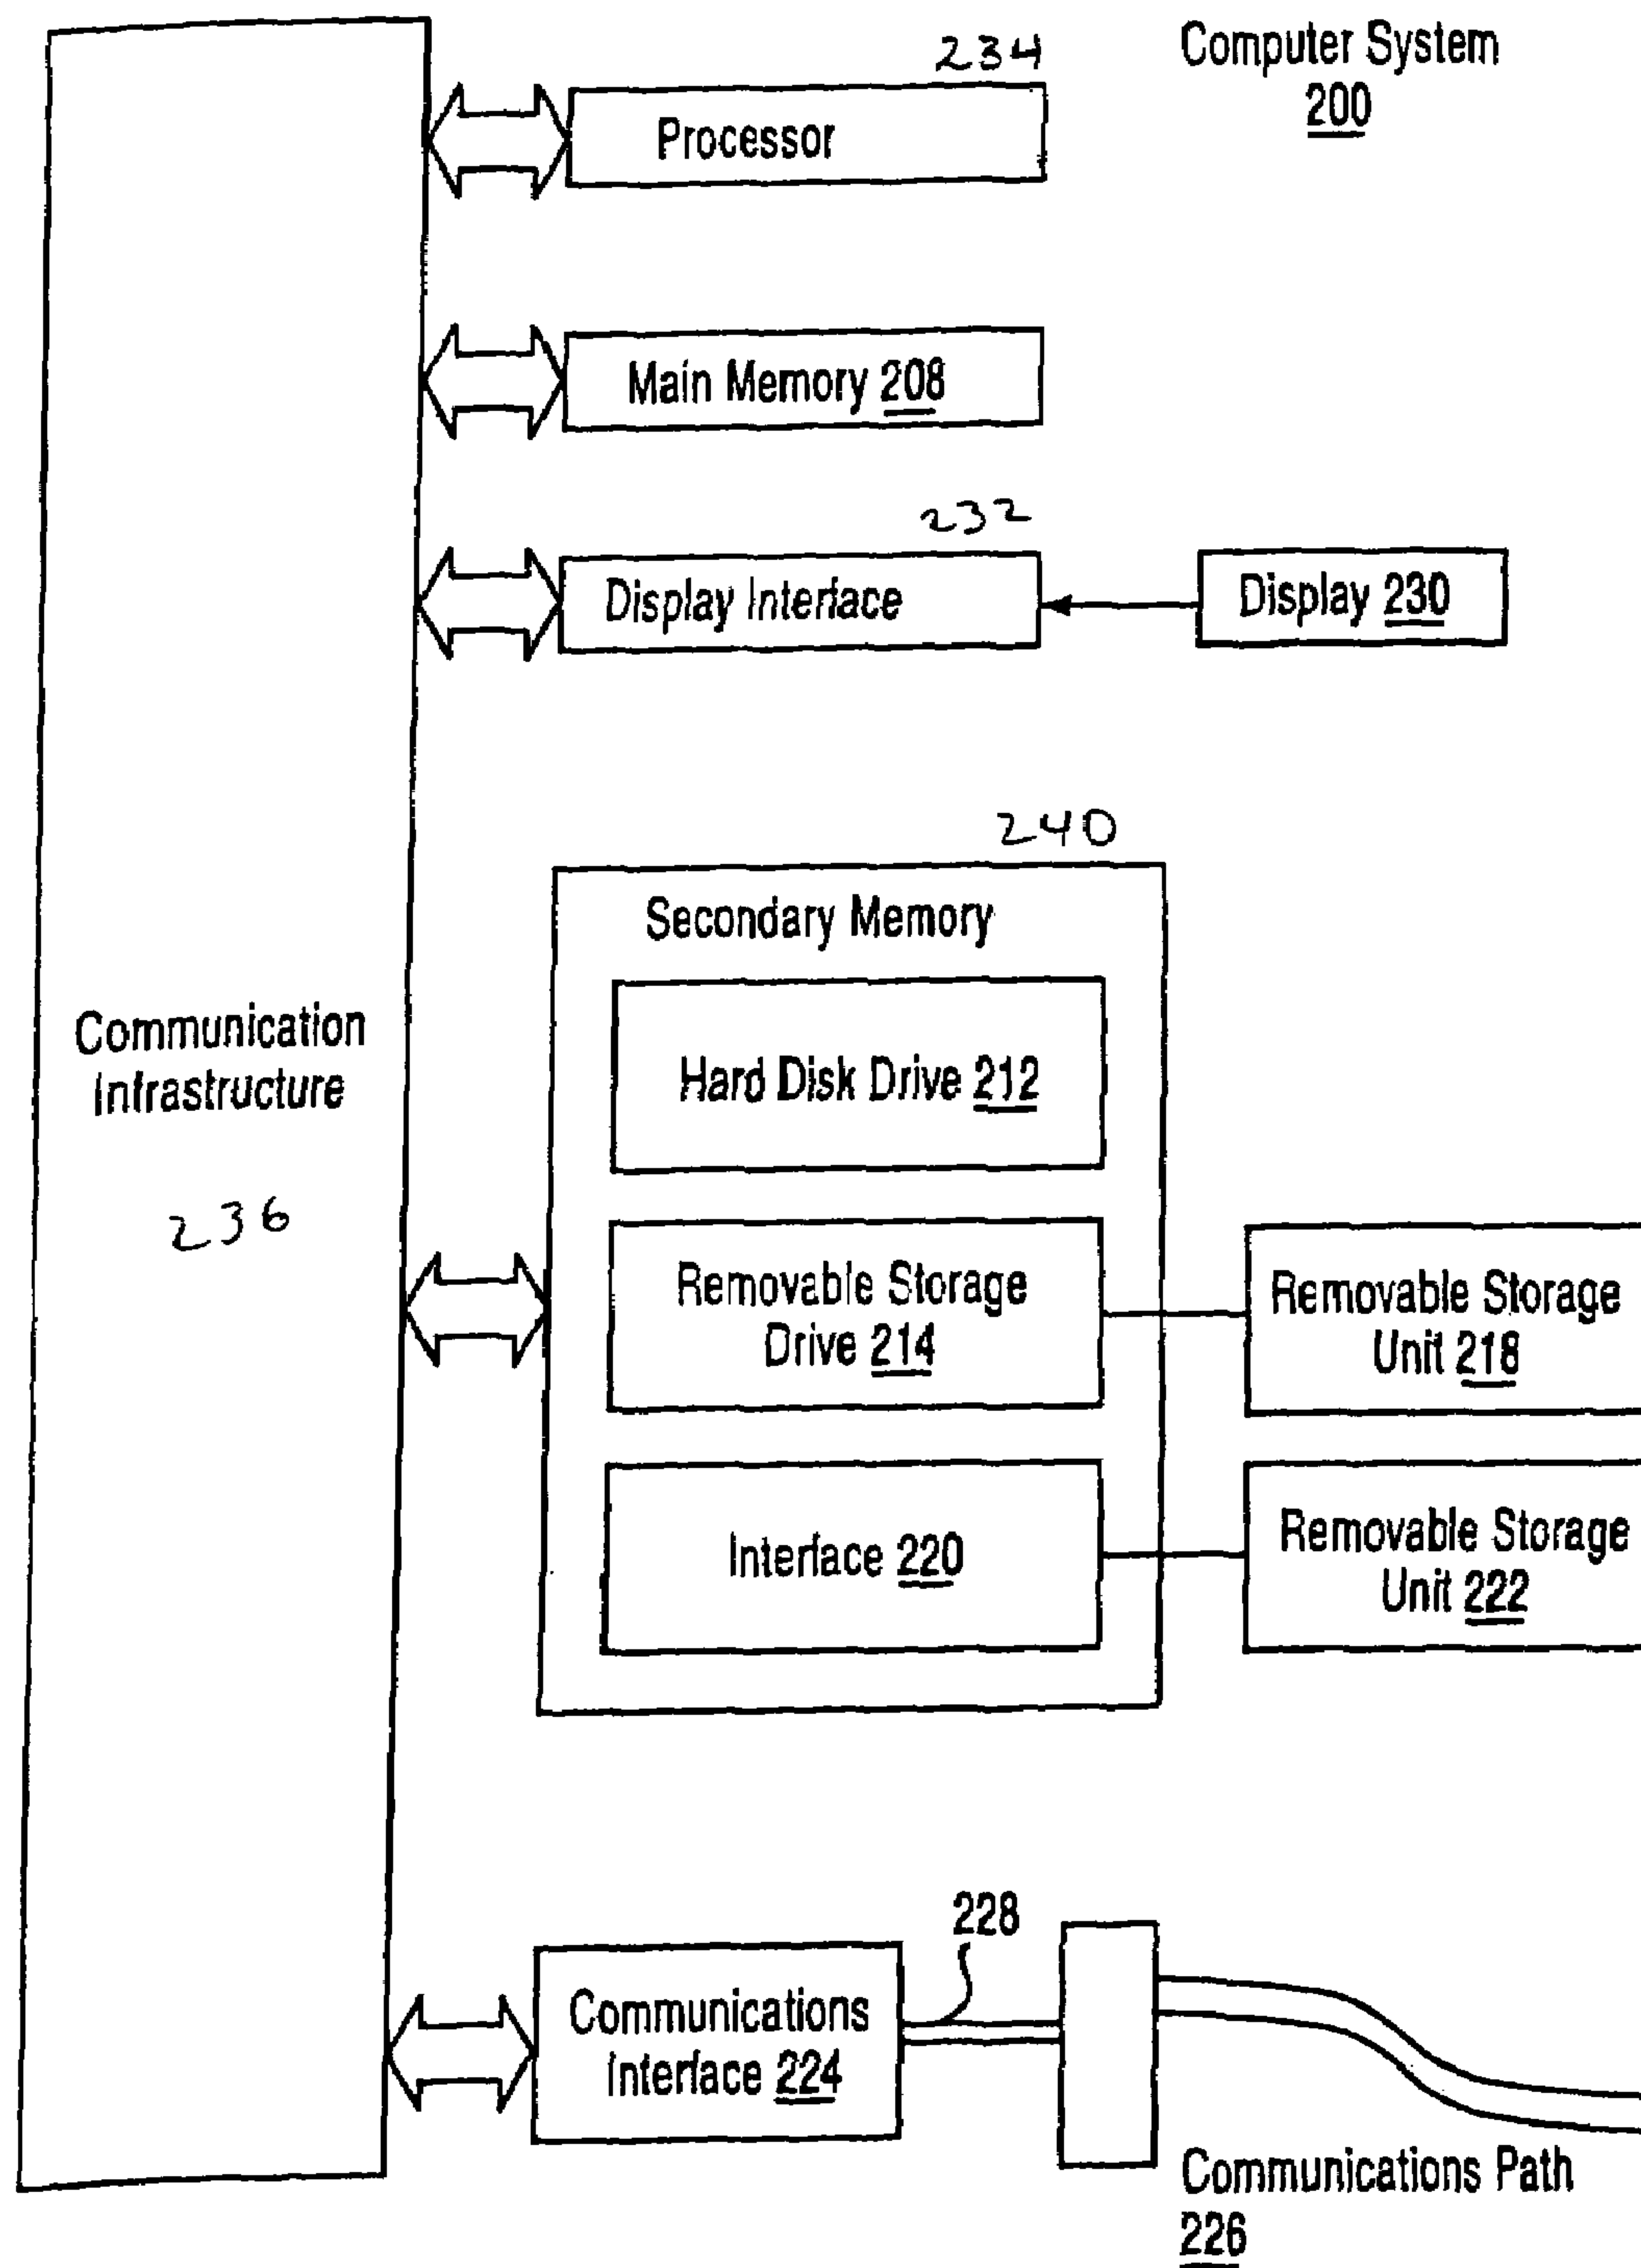 Computer System
200
234
Processor
Main Memory 208
232
Display Interface
Display 230
240
Secondary Memory
Hard Disk Drive 212
Communication
Infrastructure
236
Removable Storage
Drive 214
Removable Storage
Unit 218
Interface 220
Removable Storage
Unit 222
228
Communications
Interface 224
Communications Path
226